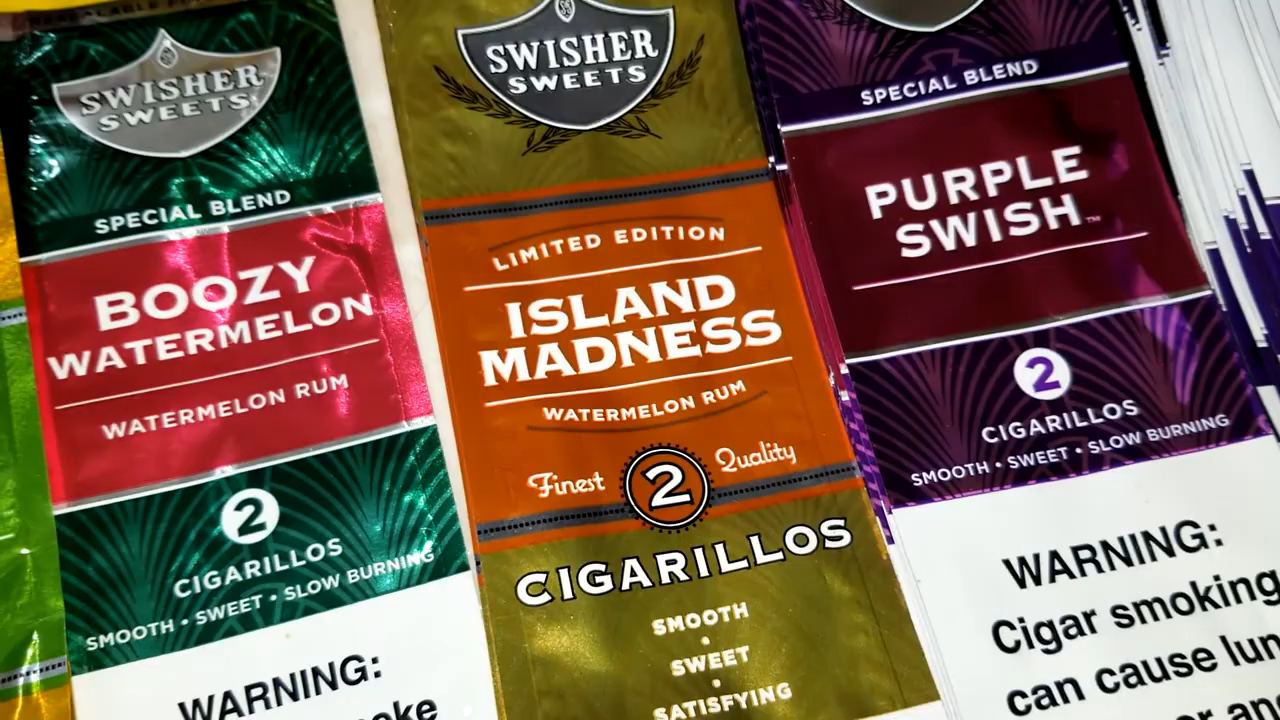 SWISHER
SWEETS
SPECIAL BLEND
BOOZY
WATERMELON
WATERMELON RUM
2
CIGARILLOS
SMOOTH • SWEET • SLOW BURNING
WARNING:
SWISHER
SWEETS
LIMITED EDITION
ISLAND
MADNESS
WATERMELON RUM
Finest 2 Quality
CIGARILLOS
SMOOTH
•
SWEET
•
SATISFYING
SPECIAL BLEND
PURPLE
SWISH™
2
CIGARILLOS
SMOOTH • SWEET • SLOW BURNING
WARNING:
Cigar smoking
can cause